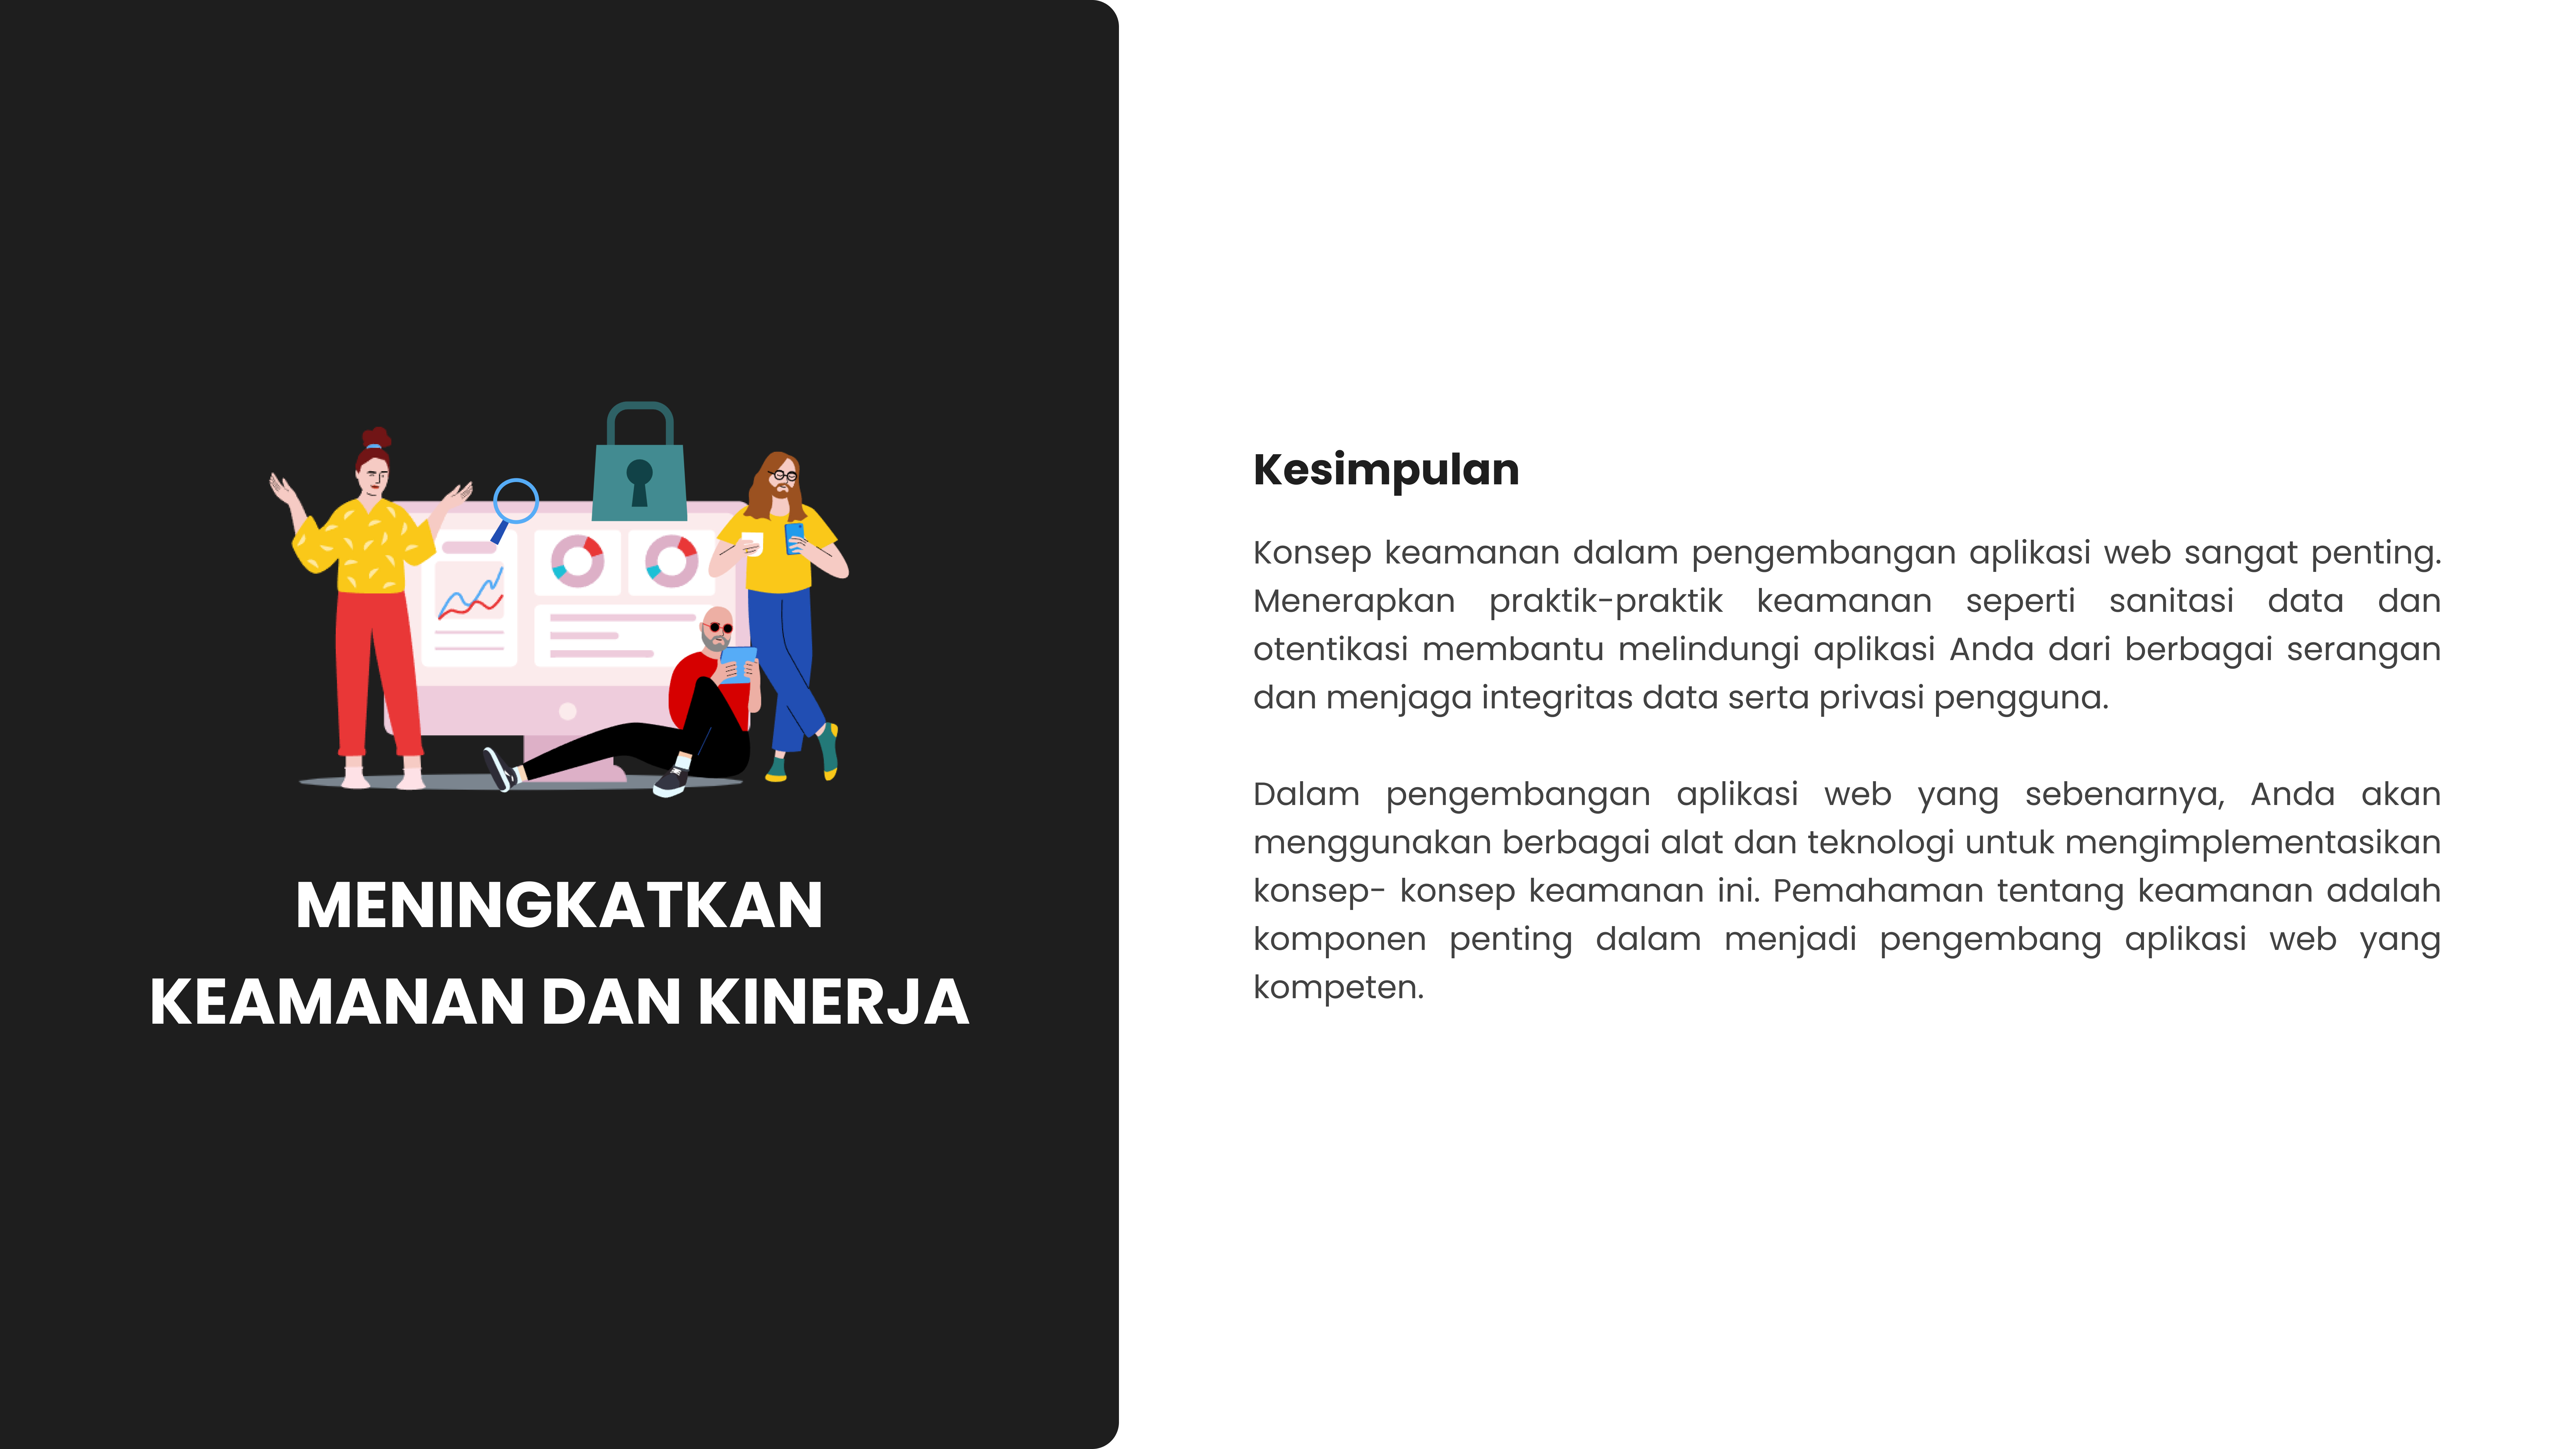 MENINGKATKAN
KEAMANAN DAN KINERJA
Kesimpulan
Konsep keamanan dalam pengembangan aplikasi web sangat penting.
Menerapkan praktik-praktik keamanan seperti sanitasi data dan
otentikasi membantu melindungi aplikasi Anda dari berbagai serangan
dan menjaga integritas data serta privasi pengguna.
Dalam pengembangan aplikasi web yang sebenarnya, Anda akan
menggunakan berbagai alat dan teknologi untuk mengimplementasikan
konsep- konsep keamanan ini. Pemahaman tentang keamanan adalah
komponen penting dalam menjadi pengembang aplikasi web yang
kompeten.